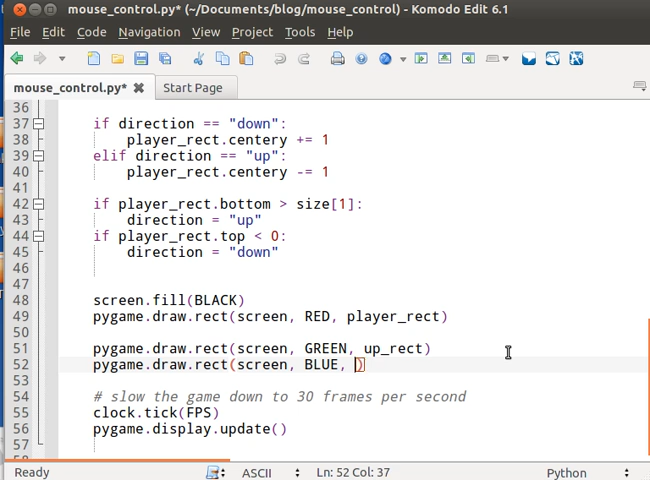 mouse_control.py* (~/Documents/blog/mouse_control) - Komodo Edit 6.1
File Edit Code Navigation View Project Tools Help
mouse_control.py* Start Page
36
37 if direction == "down":
38 player_rect.centery += 1
39 elif direction == "up":
40 player_rect.centery -= 1
41
42 if player_rect.bottom > size[1]:
43 direction = "up"
44 if player_rect.top < 0:
45 direction = "down"
46
47
48 screen.fill(BLACK)
49 pygame.draw.rect(screen, RED, player_rect)
50
51 pygame.draw.rect(screen, GREEN, up_rect)
52 pygame.draw.rect(screen, BLUE, )
53
54 # slow the game down to 30 frames per second
55 clock.tick(FPS)
56 pygame.display.update()
57
58
Ready ASCII Ln: 52 Col: 37 Python